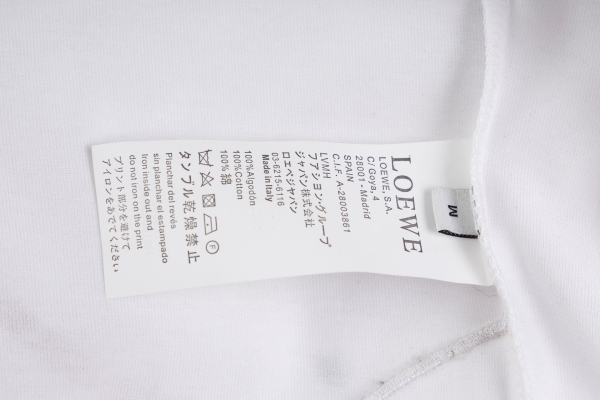 LOEWE
LOEWE, S.A.
C/ Goya, 4
28001 - Madrid
SPAIN
C.I.F. A-28003861
LVMH
ファション・グループ
ジャパン株式会社
ロエベジャパン
03-6215-6116
Made in Italy
100%Algodón
100%Cotton
100%綿
タンブル乾燥禁止
Planchar del revés
sin planchar el estampado
Iron inside out and
do not iron on the print
プリント部分を避けて
アイロンをあててください
M